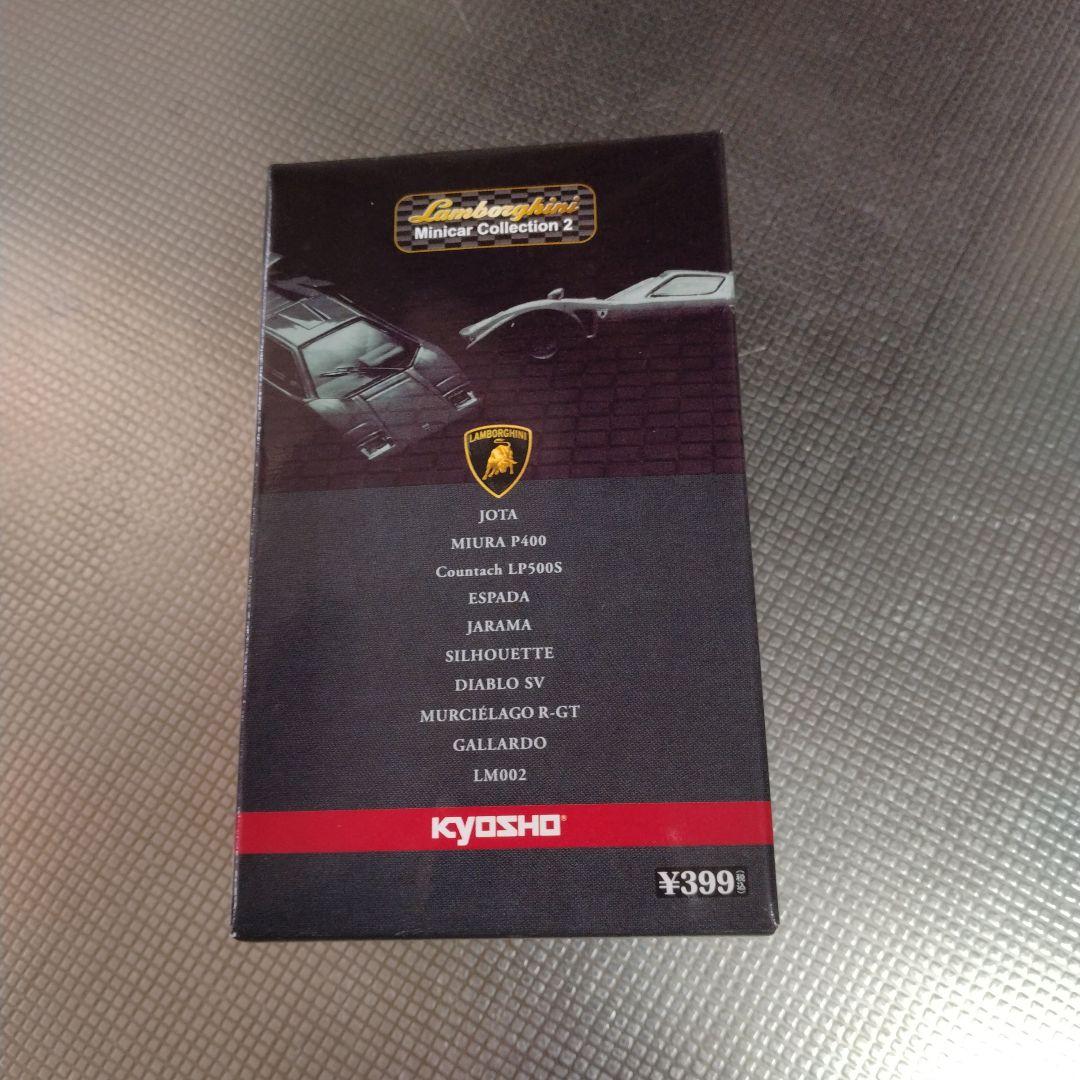 Lamborghini
Minicar Collection 2
LAMBORGHINI
JOTA
MIURA P400
Countach LP500S
ESPADA
JARAMA
SILHOUETTE
DIABLO SV
MURCIÉLAGO R-GT
GALLARDO
LM002
KYOSHO®
¥399